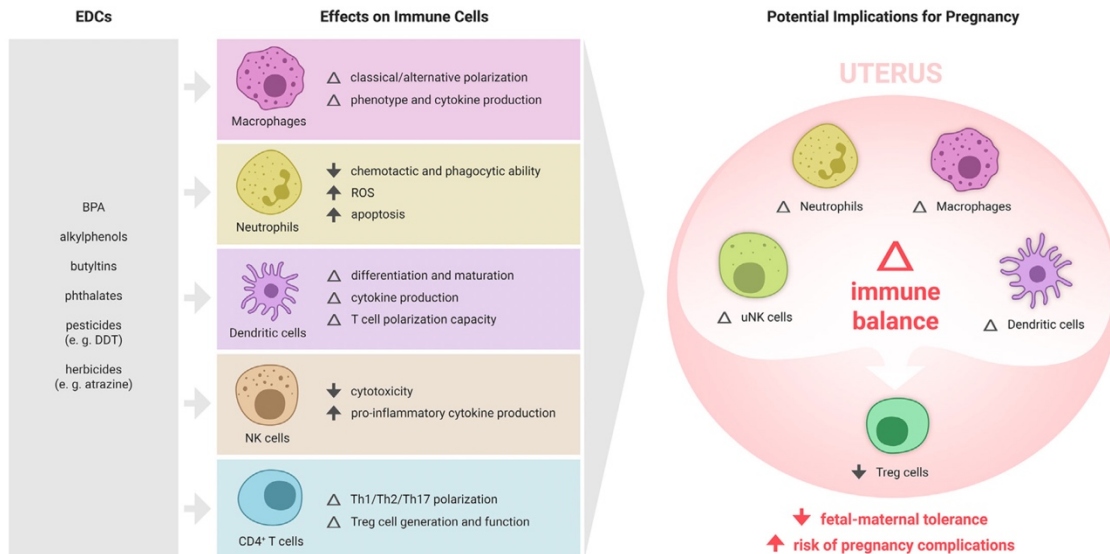 EDCs
Effects on Immune Cells
Potential Implications for Pregnancy
BPA
alkylphenols
butyltins
phthalates
pesticides
(e. g. DDT)
herbicides
(e. g. atrazine)
Macrophages
△ classical/alternative polarization
△ phenotype and cytokine production
Neutrophils
↓ chemotactic and phagocytic ability
↑ ROS
↑ apoptosis
Dendritic cells
△ differentiation and maturation
△ cytokine production
△ T cell polarization capacity
NK cells
↓ cytotoxicity
↑ pro-inflammatory cytokine production
CD4⁺ T cells
△ Th1/Th2/Th17 polarization
△ Treg cell generation and function
UTERUS
△ Neutrophils
△ Macrophages
△ uNK cells
△ Dendritic cells
△
immune
balance
↓ Treg cells
↓ fetal-maternal tolerance
↑ risk of pregnancy complications